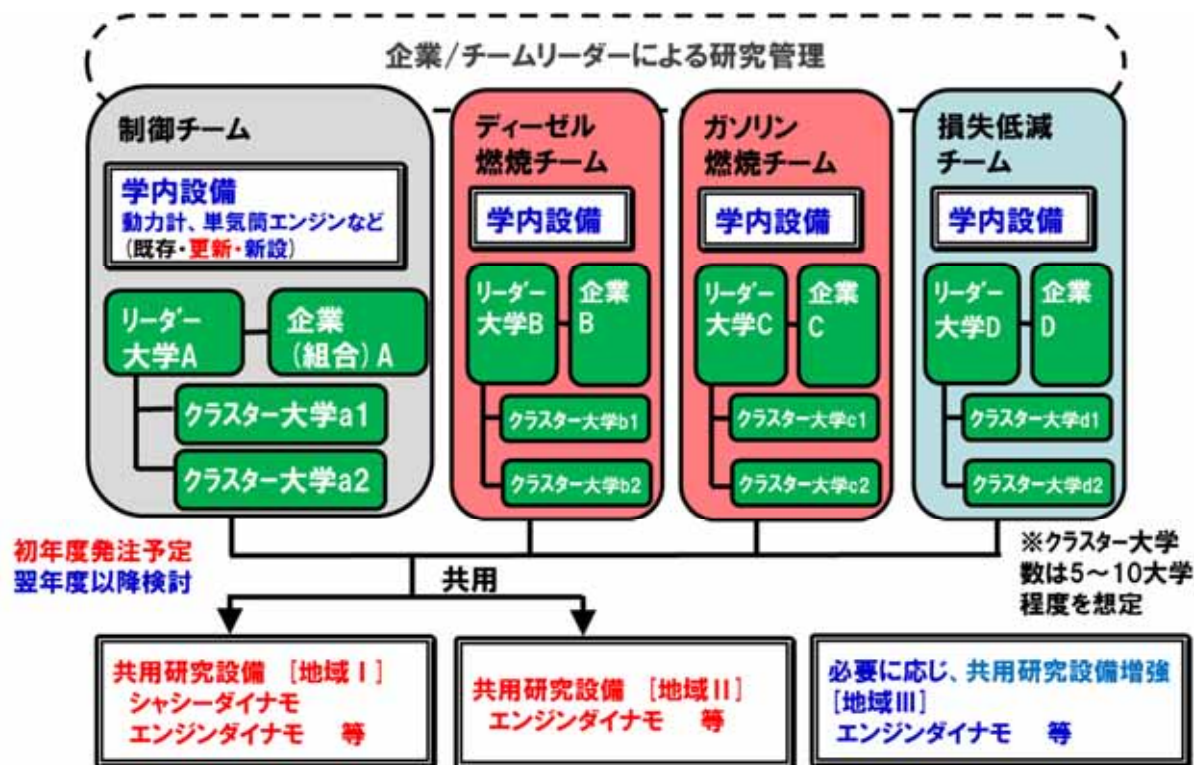 企業/チームリーダーによる研究管理
制御チーム
学内設備
動力計、単気筒エンジンなど
(既存・更新・新設)
リーダー
大学A
企業
(組合)A
クラスター大学a1
クラスター大学a2
ディーゼル
燃焼チーム
学内設備
リーダー
大学B
企業
B
クラスター大学b1
クラスター大学b2
ガソリン
燃焼チーム
学内設備
リーダー
大学C
企業
C
クラスター大学c1
クラスター大学c2
損失低減
チーム
学内設備
リーダー
大学D
企業
D
クラスター大学d1
クラスター大学d2
初年度発注予定
翌年度以降検討
共用
※クラスター大学
数は5～10大学
程度を想定
共用研究設備 [地域Ⅰ]
シャシーダイナモ
エンジンダイナモ 等
共用研究設備 [地域II]
エンジンダイナモ 等
必要に応じ、共用研究設備増強
[地域III]
エンジンダイナモ 等